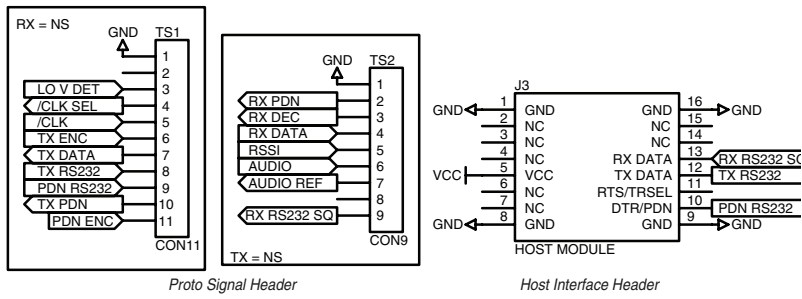 RX = NS
GND
TS1
1
2
LO V DET 3
/CLK SEL 4
/CLK 5
TX ENC 6
TX DATA 7
TX RS232 8
PDN RS232 9
TX PDN 10
PDN ENC 11
CON11
GND
TS2
1
RX PDN 2
RX DEC 3
RX DATA 4
RSSI 5
AUDIO 6
AUDIO REF 7
8
RX RS232 SQ 9
CON9
TX = NS
Proto Signal Header
J3
GND 1 GND GND 16 GND
2 NC NC 15
3 NC NC 14
4 NC RX DATA 13 RX RS232 SQ
VCC 5 VCC TX DATA 12 TX RS232
6 NC RTS/TRSEL 11
7 NC DTR/PDN 10 PDN RS232
GND 8 GND GND 9 GND
HOST MODULE
Host Interface Header